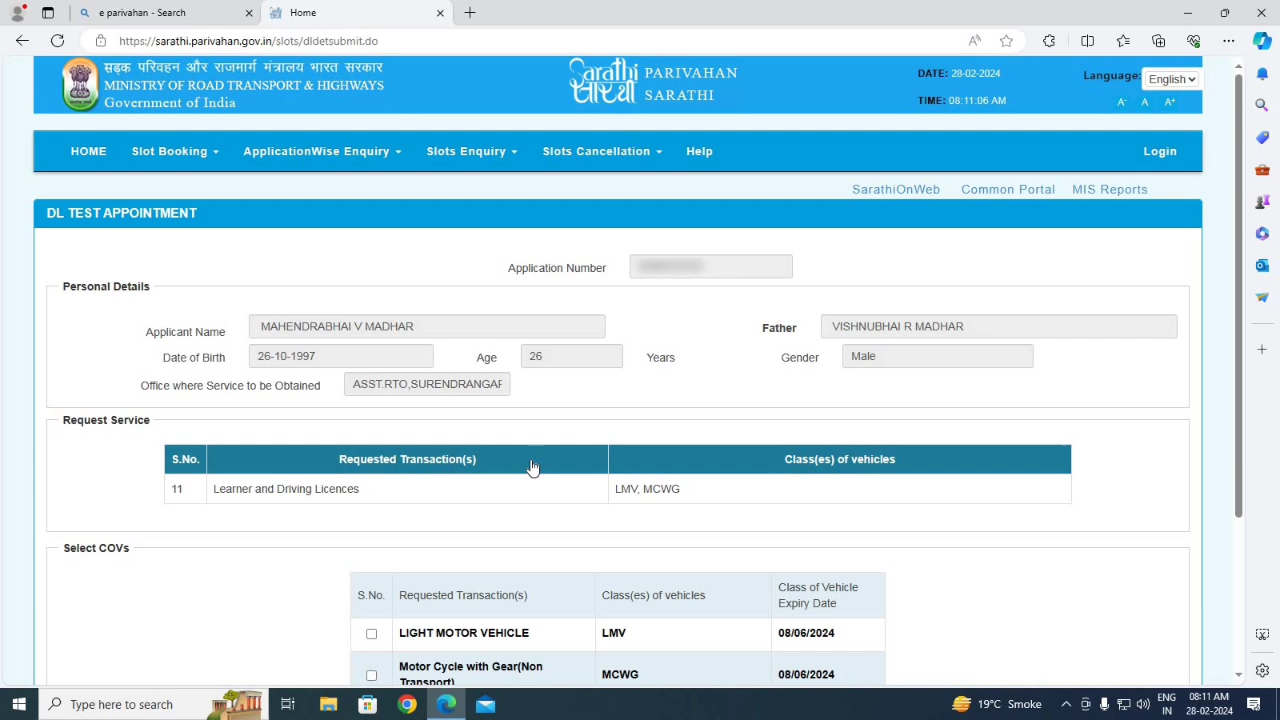 e parivahan - Search
Home
https://sarathi.parivahan.gov.in/slots/dldetsubmit.do
सड़क परिवहन और राजमार्ग मंत्रालय भारत सरकार
MINISTRY OF ROAD TRANSPORT & HIGHWAYS
Government of India
Sarathi
सारथी
PARIVAHAN
SARATHI
DATE: 28-02-2024
TIME: 08:11:06 AM
Language: English
A- A A+
HOME Slot Booking ApplicationWise Enquiry Slots Enquiry Slots Cancellation Help Login
SarathiOnWeb Common Portal MIS Reports
DL TEST APPOINTMENT
Application Number
Personal Details
Applicant Name MAHENDRABHAI V MADHAR Father VISHNUBHAI R MADHAR
Date of Birth 26-10-1997 Age 26 Years Gender Male
Office where Service to be Obtained ASST.RTO,SURENDRANGAR
Request Service
S.No. Requested Transaction(s) Class(es) of vehicles
11 Learner and Driving Licences LMV, MCWG
Select COVs
S.No. Requested Transaction(s) Class(es) of vehicles Class of Vehicle
Expiry Date
LIGHT MOTOR VEHICLE LMV 08/06/2024
Motor Cycle with Gear(Non
Transport) MCWG 08/06/2024
Type here to search
19°C Smoke
ENG
IN
08:11 AM
28-02-2024